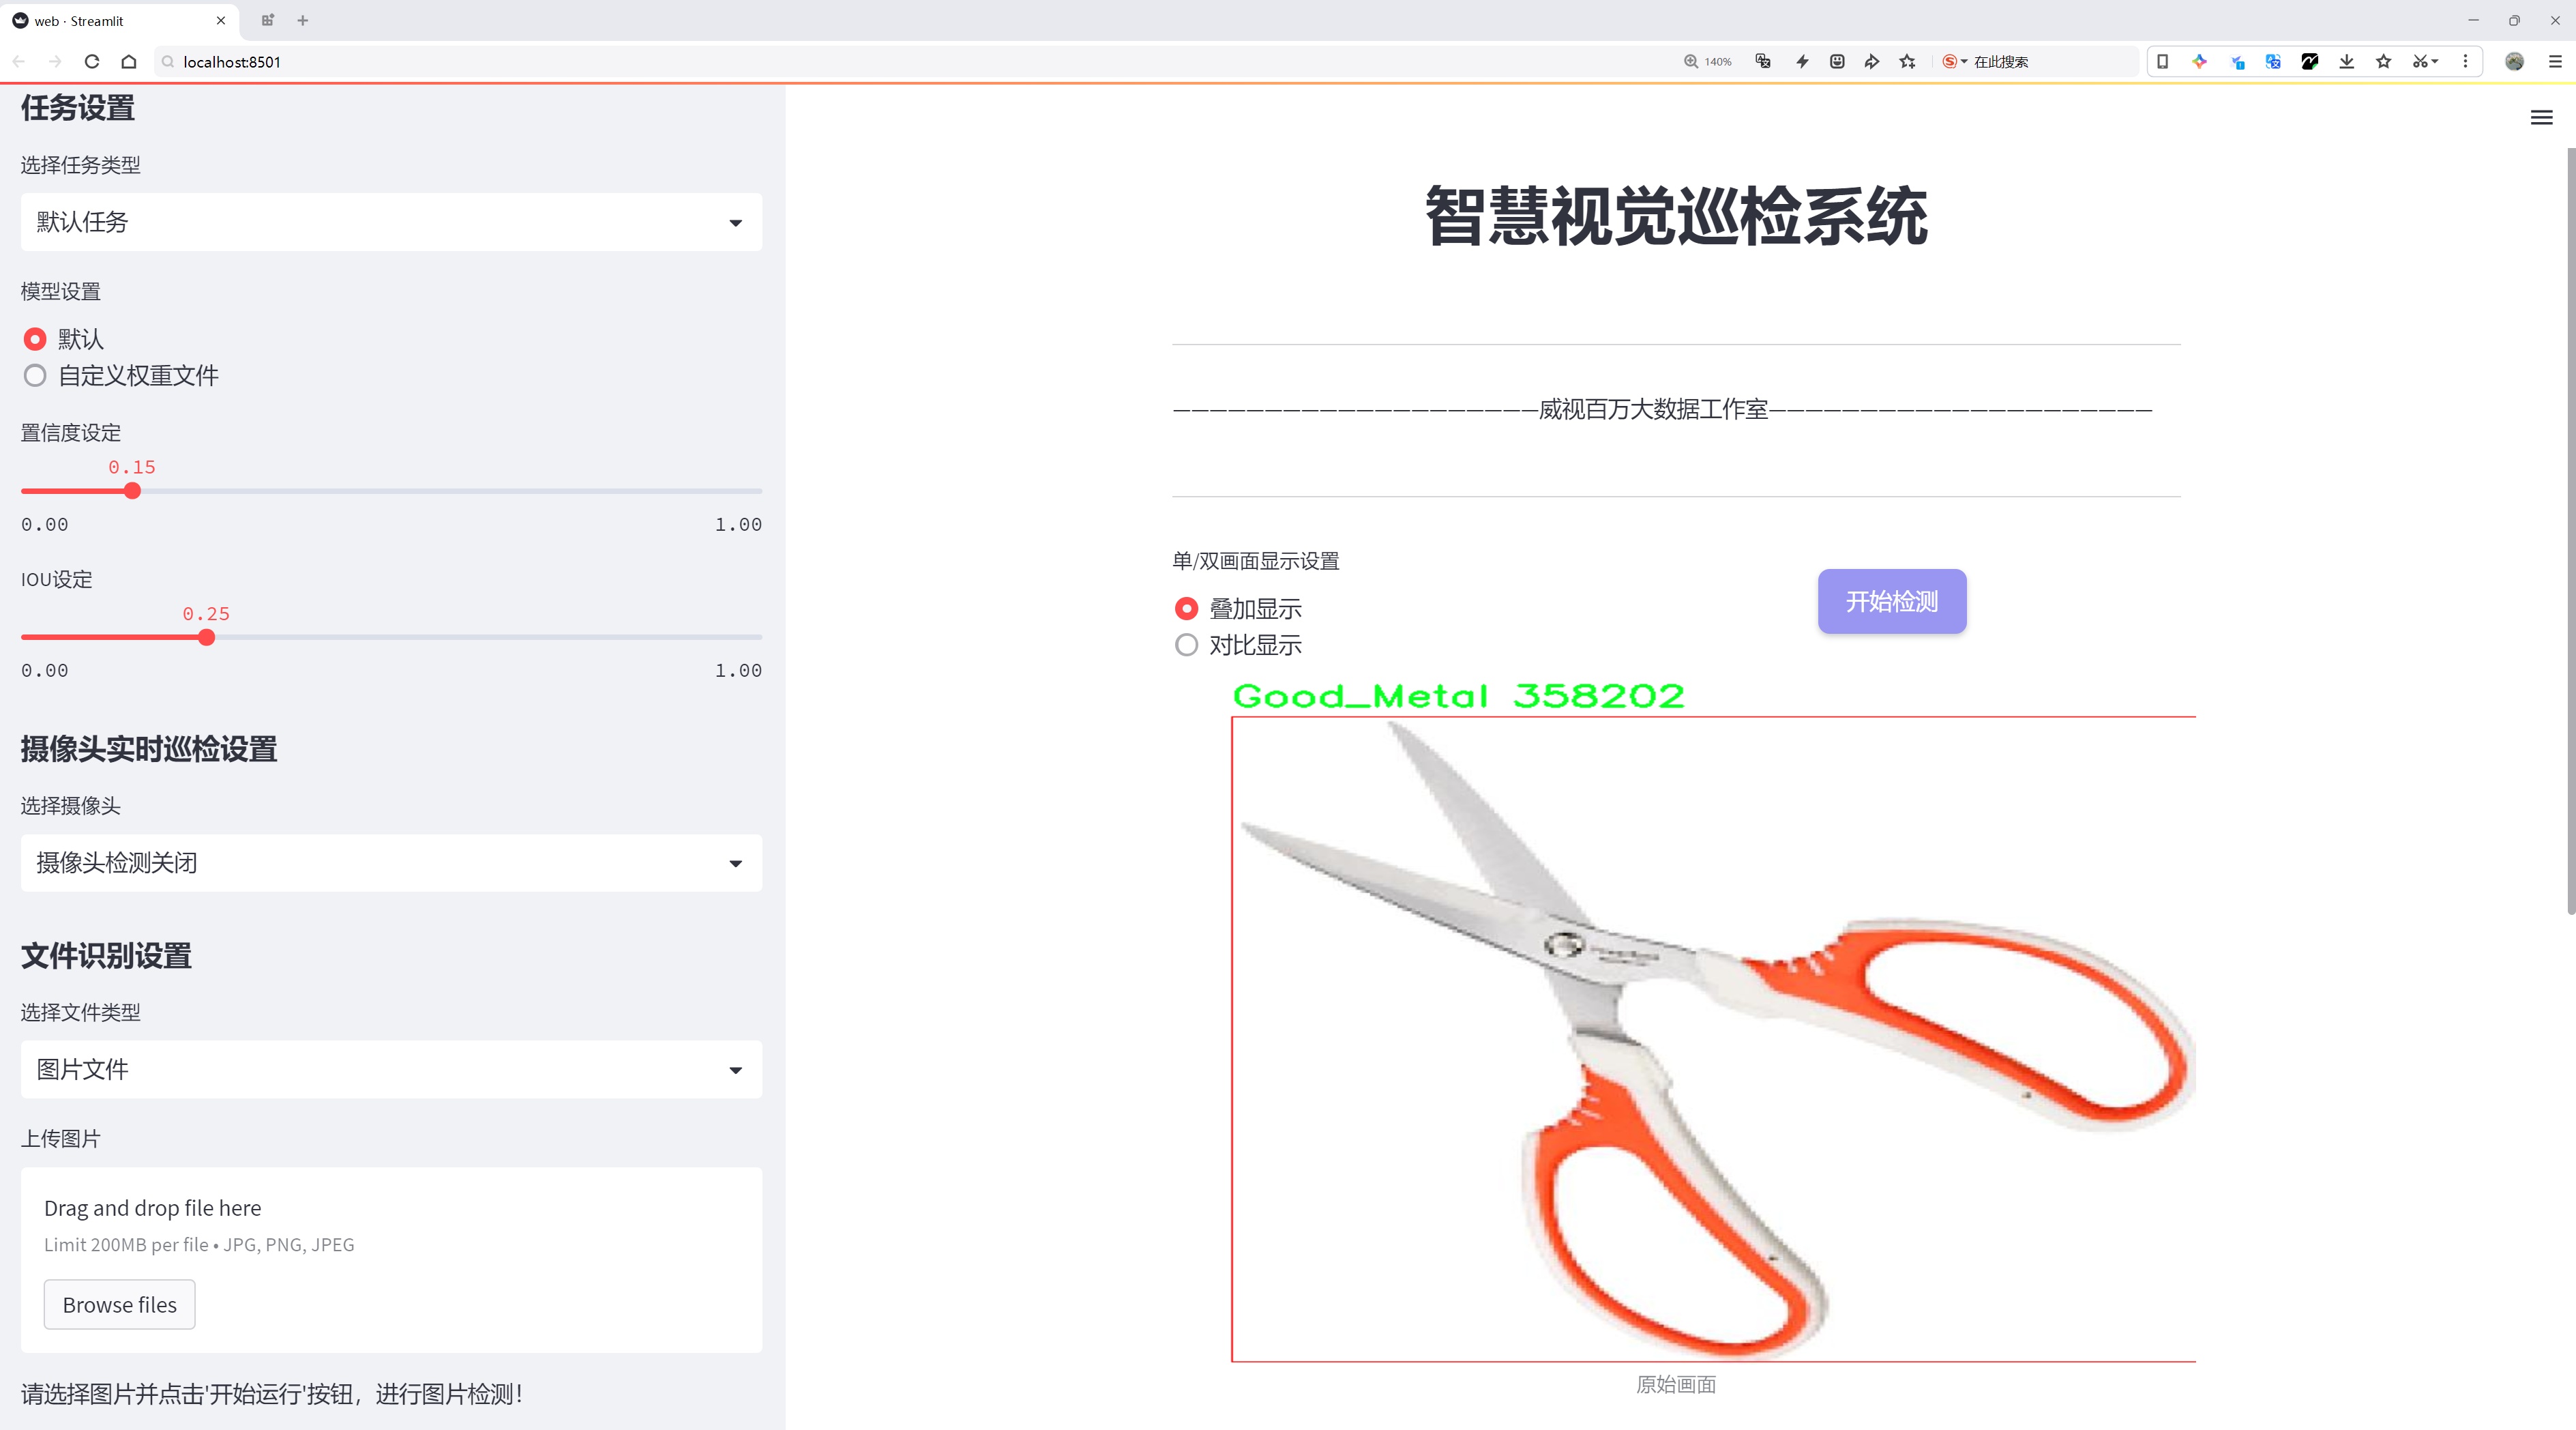 web · Streamlit
localhost:8501
140%
在此搜索
任务设置
选择任务类型
默认任务
模型设置
默认
自定义权重文件
置信度设定
0.15
0.00
1.00
IOU设定
0.25
0.00
1.00
摄像头实时巡检设置
选择摄像头
摄像头检测关闭
文件识别设置
选择文件类型
图片文件
上传图片
Drag and drop file here
Limit 200MB per file • JPG, PNG, JPEG
Browse files
请选择图片并点击'开始运行'按钮，进行图片检测！
智慧视觉巡检系统
————————————————————威视百万大数据工作室—————————————————————
单/双画面显示设置
叠加显示
对比显示
开始检测
Good_Metal 358202
原始画面